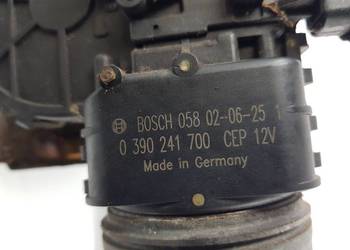 BOSCH 058 02-06-25 1
0 390 241 700 CEP 12V
Made in Germany